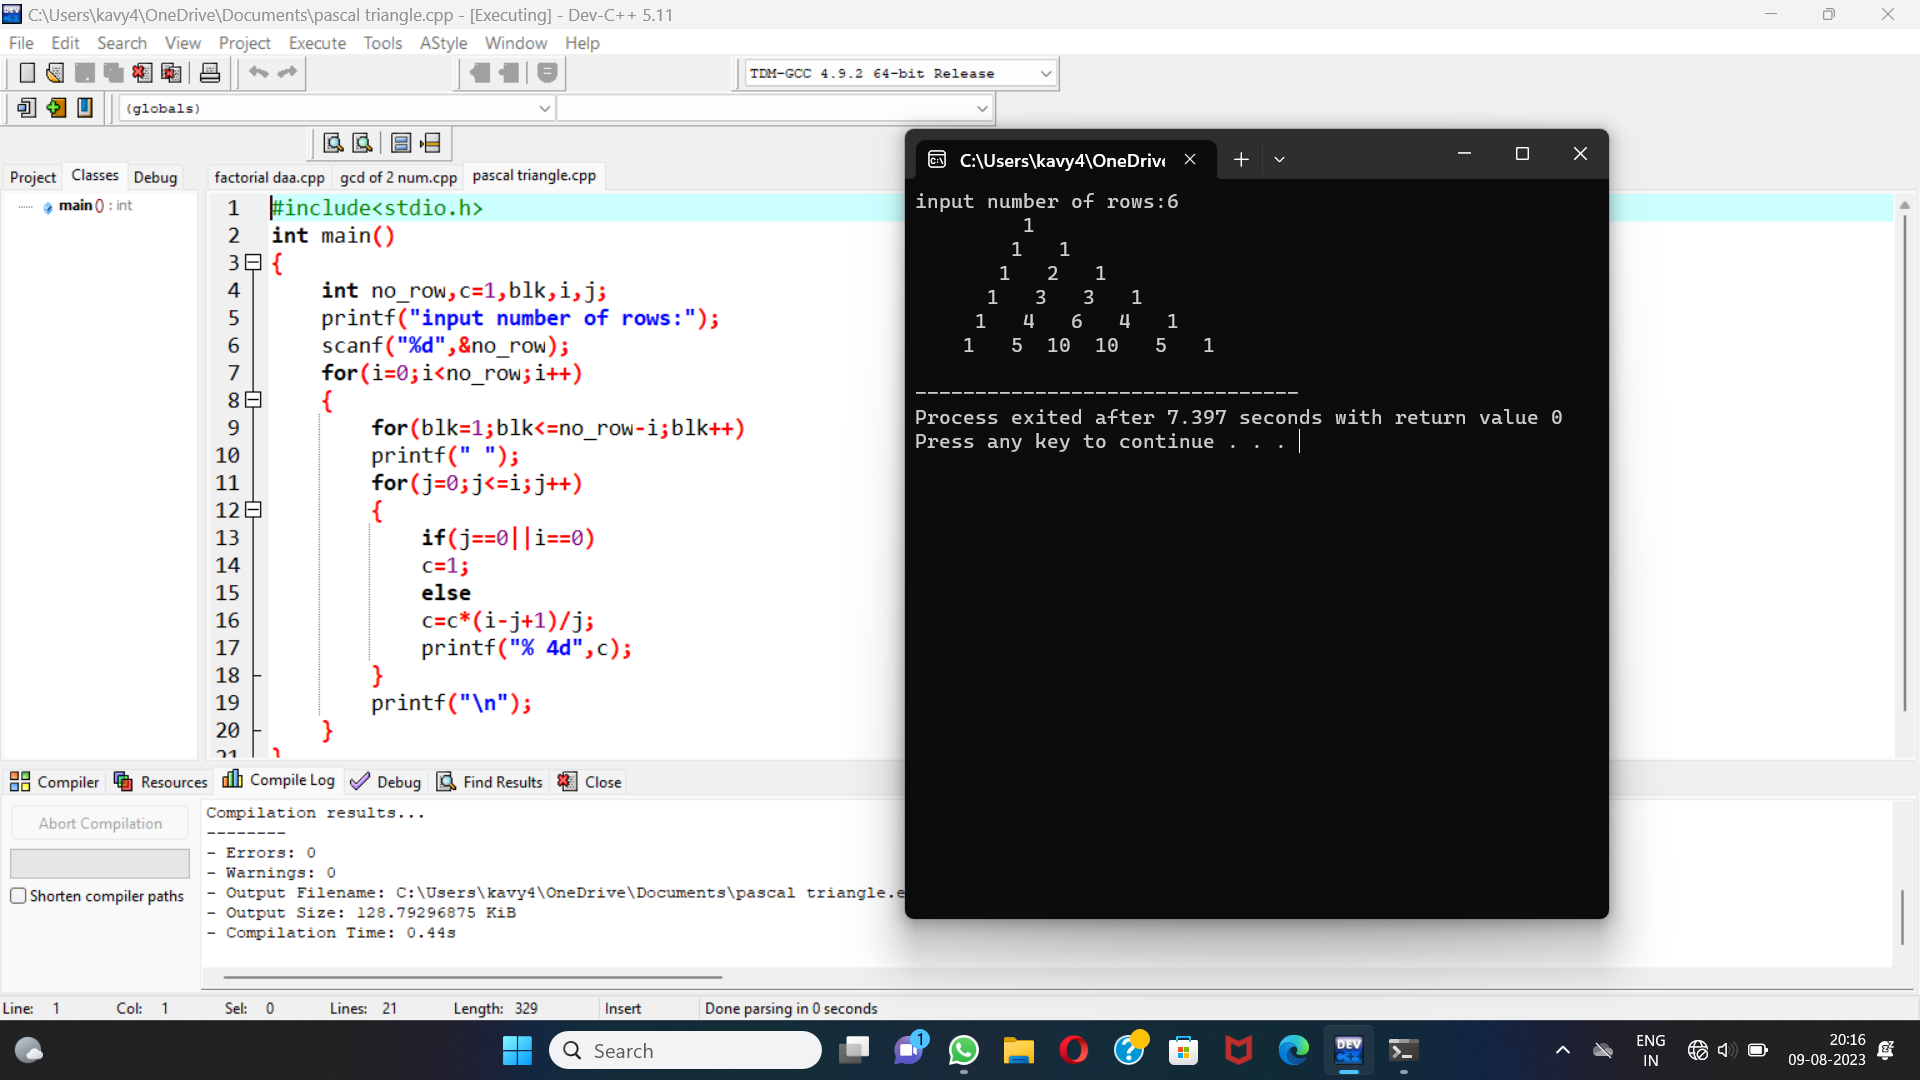 C:\Users\kavy4\OneDrive\Documents\pascal triangle.cpp - [Executing] - Dev-C++ 5.11
File Edit Search View Project Execute Tools AStyle Window Help
TDM-GCC 4.9.2 64-bit Release
(globals)
Project Classes Debug
factorial daa.cpp gcd of 2 num.cpp pascal triangle.cpp
main () : int
1 #include<stdio.h>
2 int main()
3 {
4 int no_row,c=1,blk,i,j;
5 printf("input number of rows:");
6 scanf("%d",&no_row);
7 for(i=0;i<no_row;i++)
8 {
9 for(blk=1;blk<=no_row-i;blk++)
10 printf(" ");
11 for(j=0;j<=i;j++)
12 {
13 if(j==0||i==0)
14 c=1;
15 else
16 c=c*(i-j+1)/j;
17 printf("% 4d",c);
18 }
19 printf("\n");
20 }
21 }
C:\Users\kavy4\OneDrive
input number of rows:6
1
1 1
1 2 1
1 3 3 1
1 4 6 4 1
1 5 10 10 5 1
--------------------------------
Process exited after 7.397 seconds with return value 0
Press any key to continue . . .
Compiler Resources Compile Log Debug Find Results Close
Abort Compilation
Shorten compiler paths
Compilation results...
--------
- Errors: 0
- Warnings: 0
- Output Filename: C:\Users\kavy4\OneDrive\Documents\pascal triangle.e
- Output Size: 128.79296875 KiB
- Compilation Time: 0.44s
Line: 1 Col: 1 Sel: 0 Lines: 21 Length: 329 Insert Done parsing in 0 seconds
Search
1
DEV C++
ENG
IN
20:16
09-08-2023